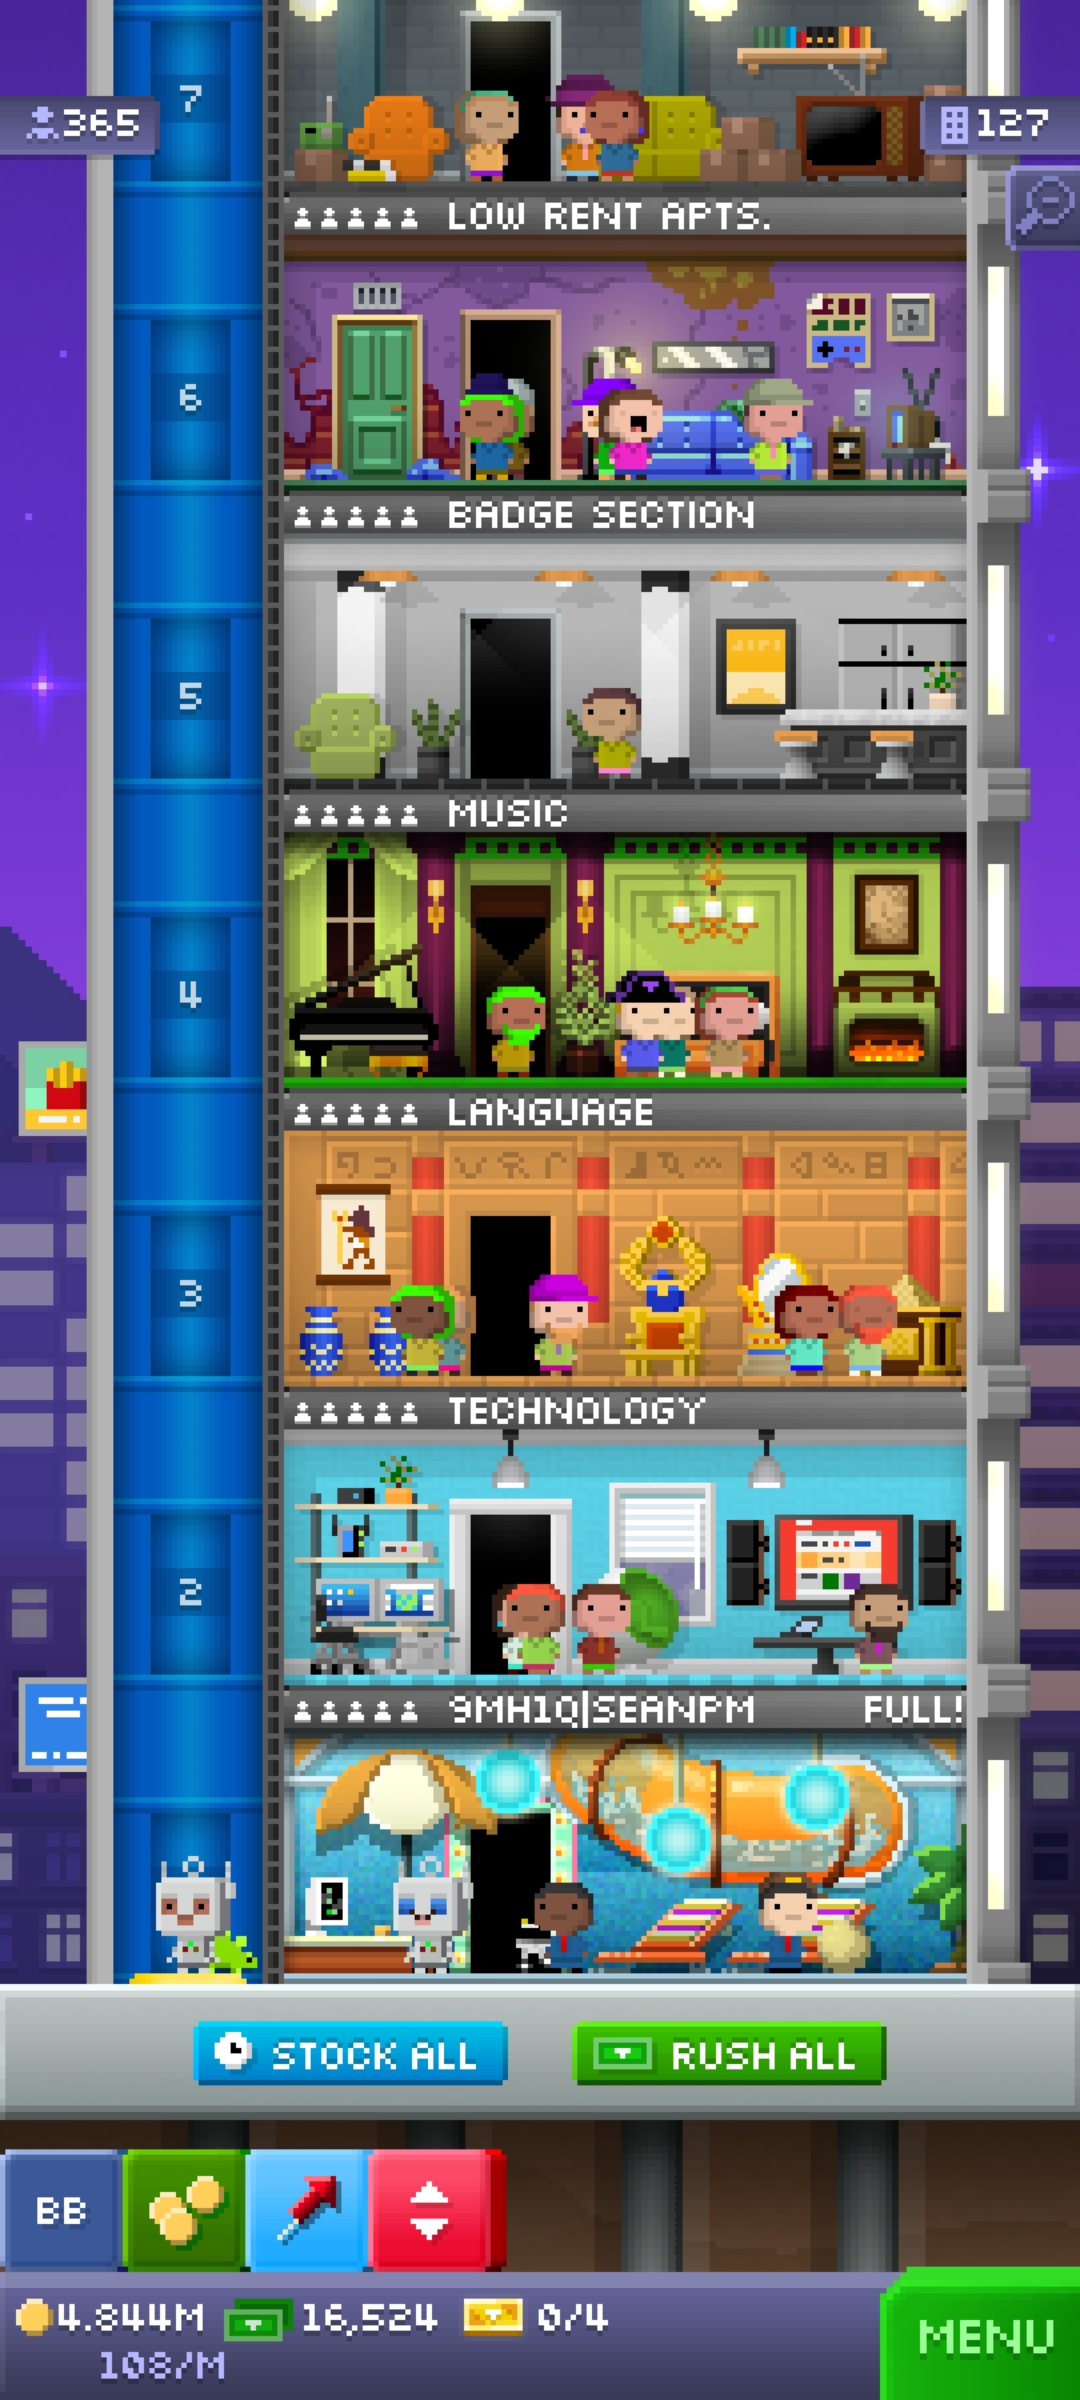 7
365
127
LOW RENT APTS.
6
BADGE SECTION
5
MUSIC
4
LANGUAGE
3
TECHNOLOGY
2
9MH1Q|SEANPM FULL!
STOCK ALL
RUSH ALL
BB
4.844M 16,524 0/4
108/M
MENU